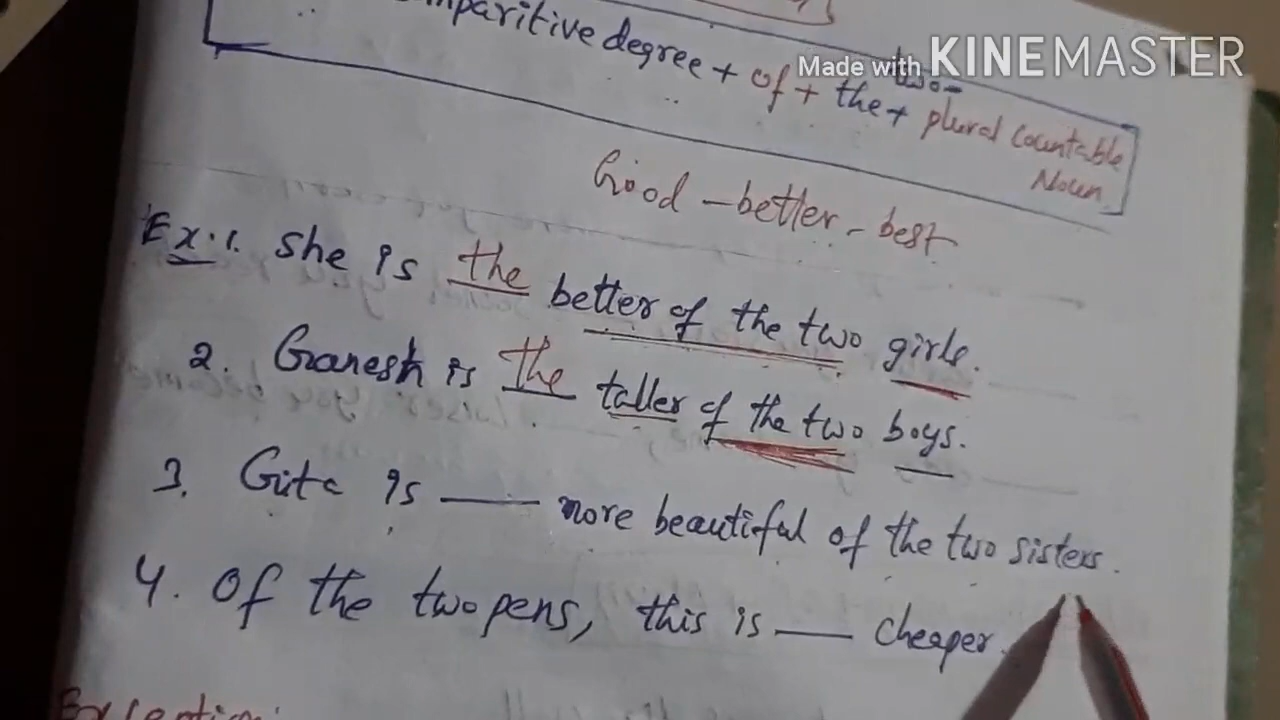 Made with KINEMASTER
paritive degree + of + the + two - plural countable
Noun
Good - better - best
Ex. 1. She is the better of the two girls.
2. Ganesh is the taller of the two boys.
3. Gita is ___ more beautiful of the two sisters.
4. Of the two pens, this is ___ cheaper.